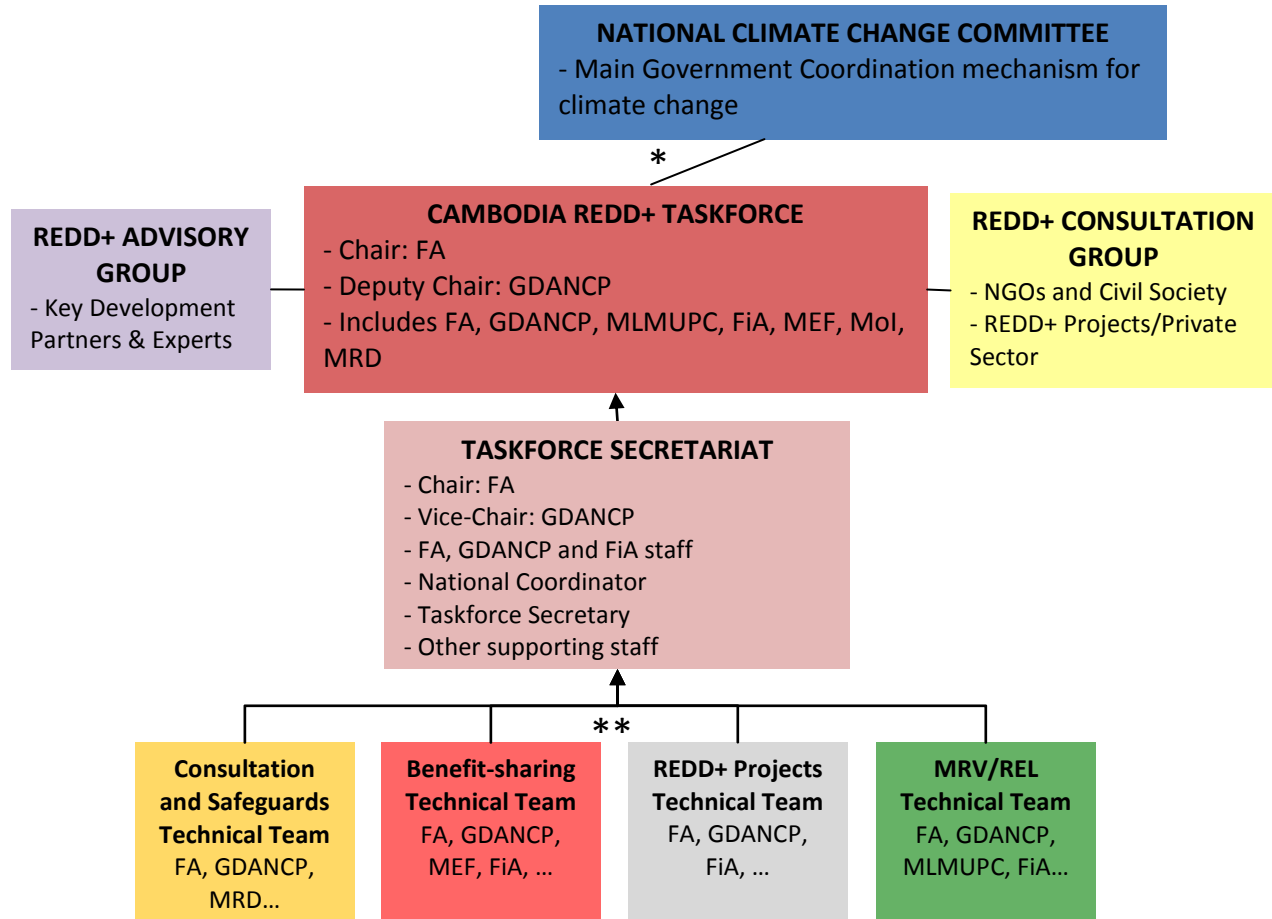 NATIONAL CLIMATE CHANGE COMMITTEE
- Main Government Coordination mechanism for
climate change
*
REDD+ ADVISORY
GROUP
- Key Development
Partners & Experts
CAMBODIA REDD+ TASKFORCE
- Chair: FA
- Deputy Chair: GDANCP
- Includes FA, GDANCP, MLMUPC, FiA, MEF, MoI,
MRD
REDD+ CONSULTATION
GROUP
- NGOs and Civil Society
- REDD+ Projects/Private
Sector
TASKFORCE SECRETARIAT
- Chair: FA
- Vice-Chair: GDANCP
- FA, GDANCP and FiA staff
- National Coordinator
- Taskforce Secretary
- Other supporting staff
**
Consultation
and Safeguards
Technical Team
FA, GDANCP,
MRD...
Benefit-sharing
Technical Team
FA, GDANCP,
MEF, FiA, ...
REDD+ Projects
Technical Team
FA, GDANCP,
FiA, ...
MRV/REL
Technical Team
FA, GDANCP,
MLMUPC, FiA...